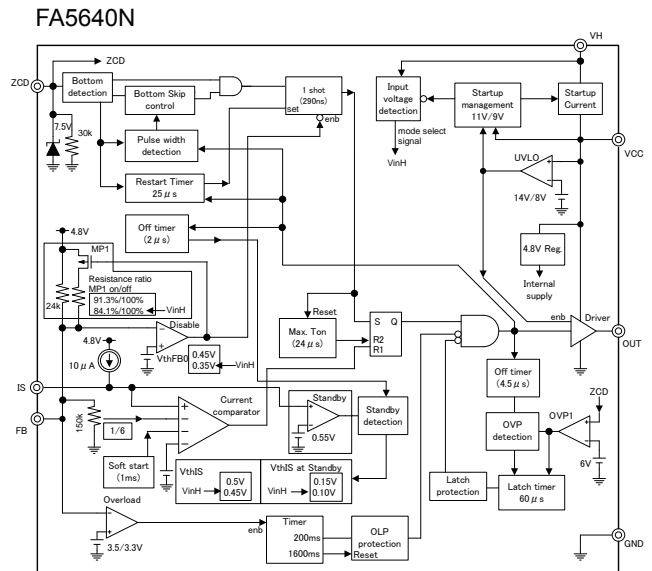 FA5640N
VH
ZCD
ZCD
Bottom
detection
Bottom Skip
control
1 shot
(290ns)
set
enb
Input
voltage
detection
mode select
signal
VinH
Startup
management
11V/9V
Startup
Current
VCC
7.5V
30k
Pulse width
detection
UVLO
14V/8V
Restart Timer
25μs
Off timer
(2μs)
4.8V Reg.
Internal
supply
4.8V
MP1
Resistance ratio
MP1 on/off
91.3%/100%
84.1%/100%
VinH
24k
Disable
VthFB0
0.45V
0.35V
VinH
Reset
Max. Ton
(24μs)
S Q
R2
R1
enb
Driver
OUT
4.8V
10μA
IS
FB
150k
1/6
Current
comparator
Soft start
(1ms)
Standby
0.55V
Standby
detection
Off timer
(4.5μs)
ZCD
OVP1
OVP
detection
6V
VthIS
VinH
0.5V
0.45V
VthIS at Standby
VinH
0.15V
0.10V
Latch
protection
Latch timer
60μs
Overload
3.5/3.3V
enb
Timer
200ms
1600ms
OLP
protection
Reset
GND